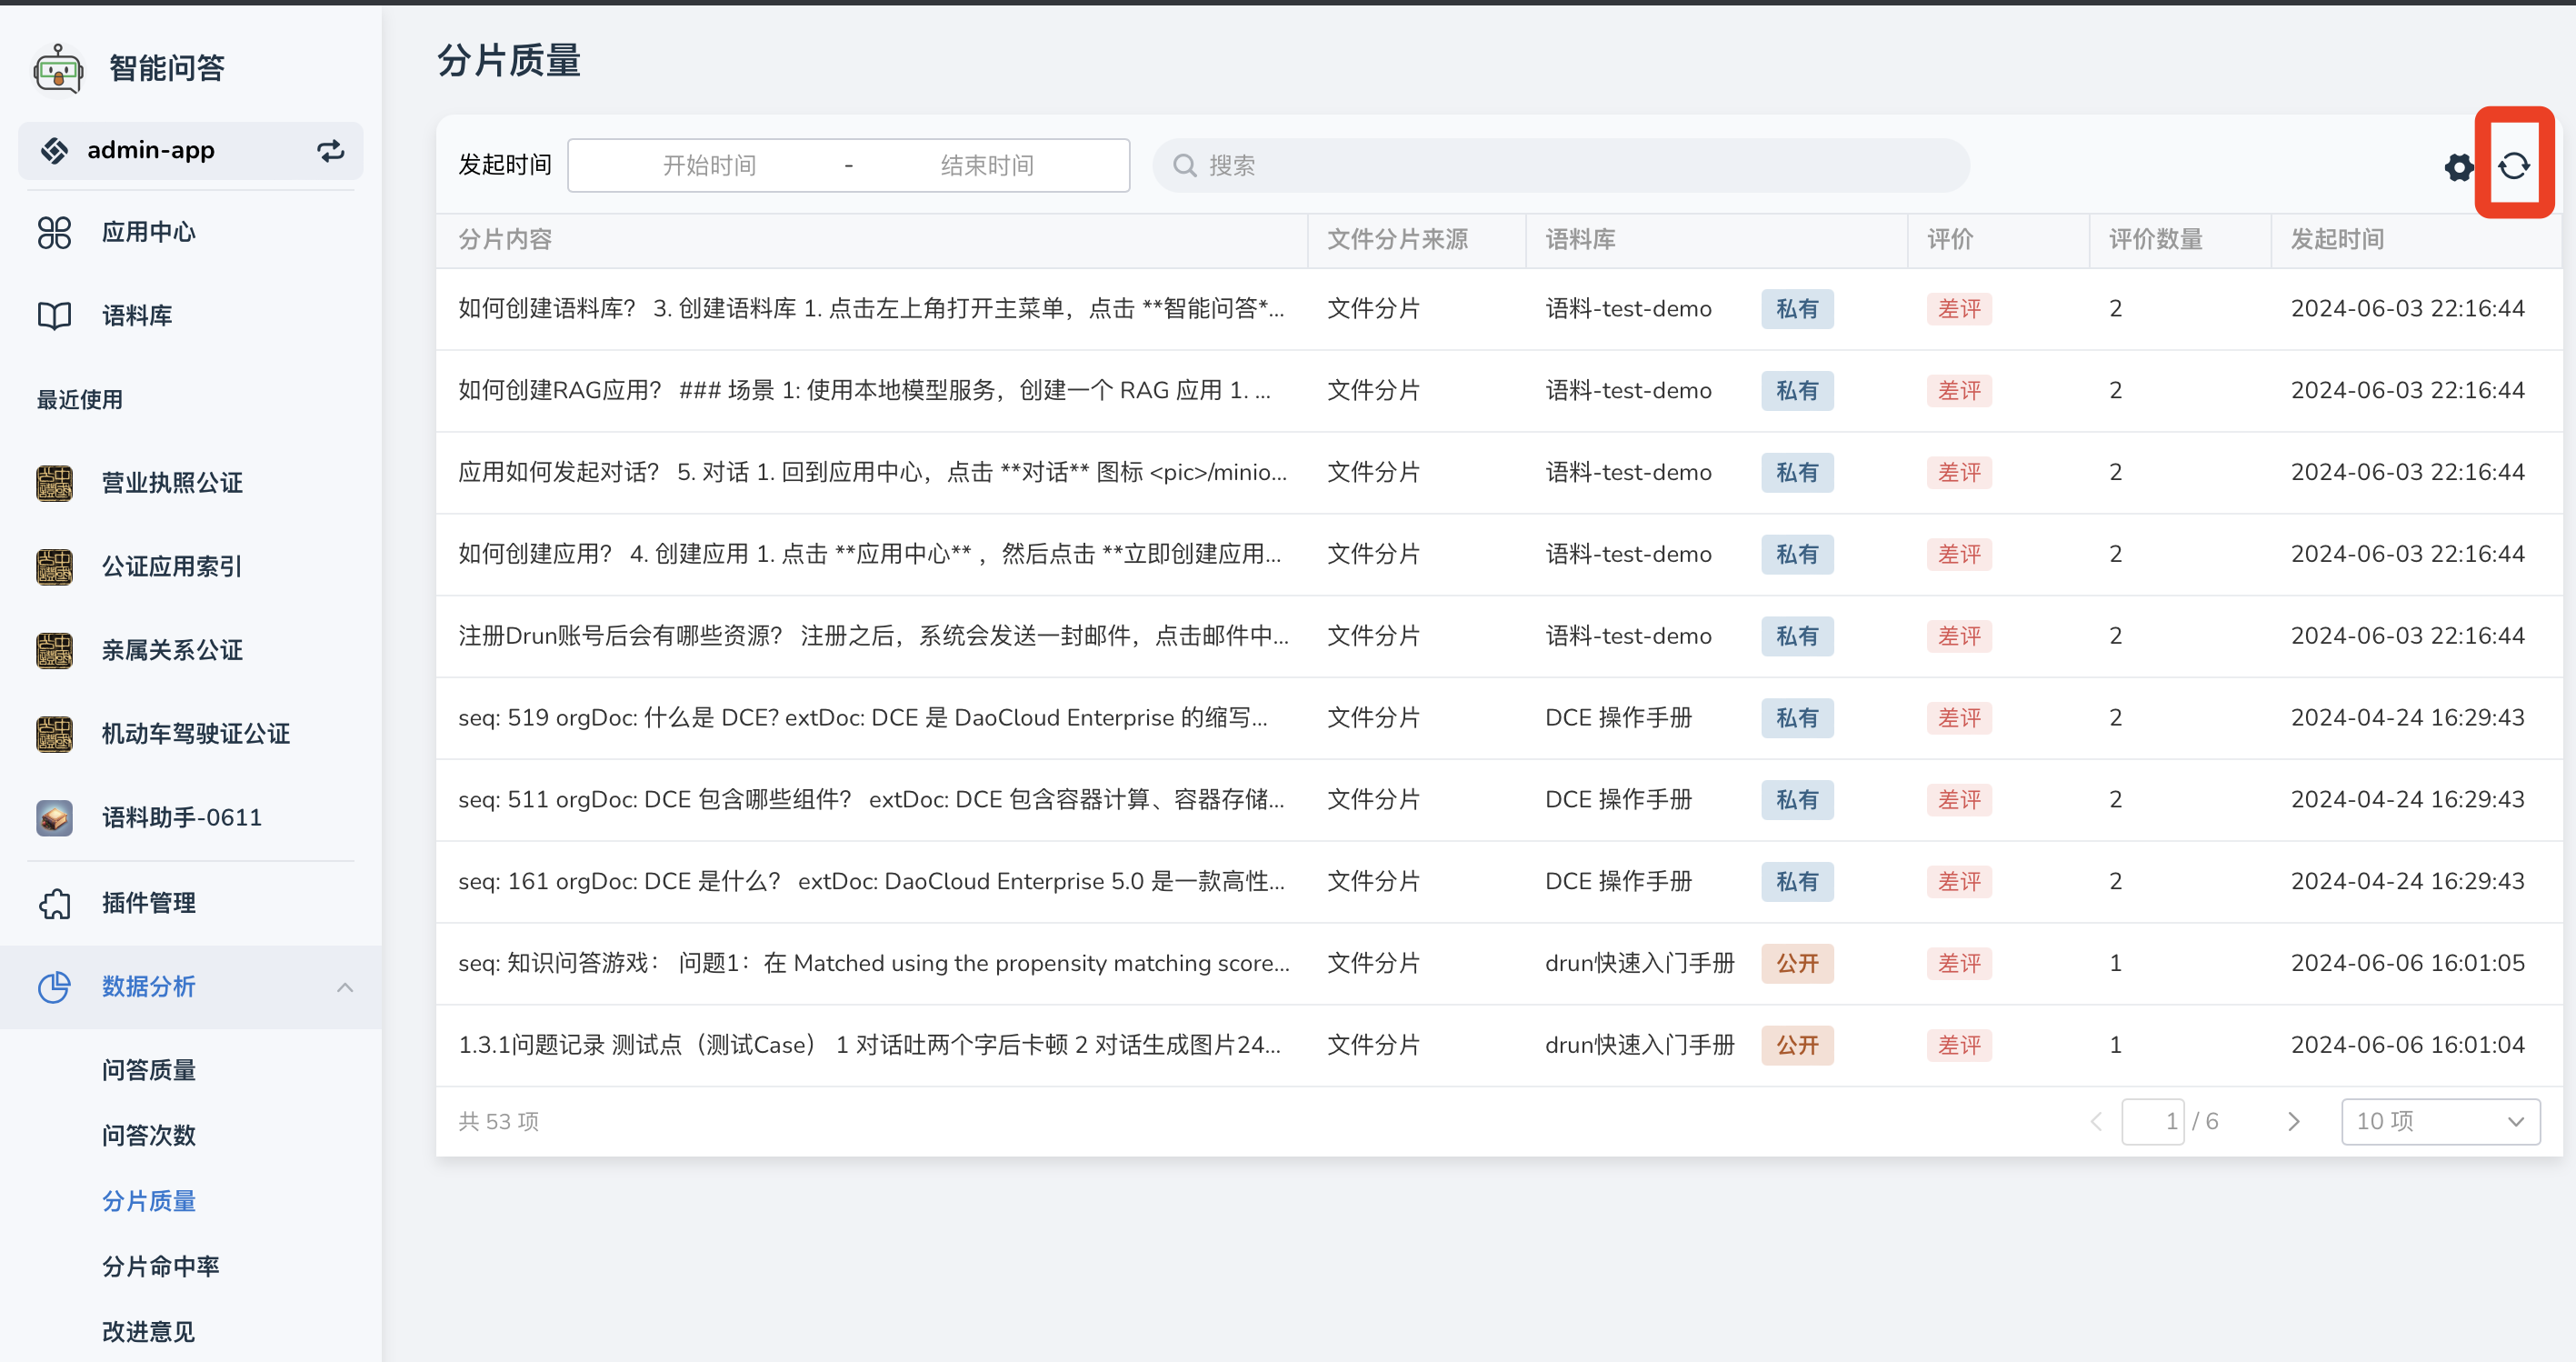 智能问答
admin-app
应用中心
语料库
最近使用
营业执照公证
公证应用索引
亲属关系公证
机动车驾驶证公证
语料助手-0611
插件管理
数据分析
问答质量
问答次数
分片质量
分片命中率
改进意见
分片质量
发起时间 开始时间 - 结束时间 搜索
分片内容 文件分片来源 语料库 评价 评价数量 发起时间
如何创建语料库？ 3. 创建语料库 1. 点击左上角打开主菜单，点击 **智能问答*... 文件分片 语料-test-demo 私有 差评 2 2024-06-03 22:16:44
如何创建RAG应用？ ### 场景 1: 使用本地模型服务，创建一个 RAG 应用 1. ... 文件分片 语料-test-demo 私有 差评 2 2024-06-03 22:16:44
应用如何发起对话？ 5. 对话 1. 回到应用中心，点击 **对话** 图标 <pic>/minio... 文件分片 语料-test-demo 私有 差评 2 2024-06-03 22:16:44
如何创建应用？ 4. 创建应用 1. 点击 **应用中心** ，然后点击 **立即创建应用... 文件分片 语料-test-demo 私有 差评 2 2024-06-03 22:16:44
注册Drun账号后会有哪些资源？ 注册之后，系统会发送一封邮件，点击邮件中... 文件分片 语料-test-demo 私有 差评 2 2024-06-03 22:16:44
seq: 519 orgDoc: 什么是 DCE? extDoc: DCE 是 DaoCloud Enterprise 的缩写... 文件分片 DCE 操作手册 私有 差评 2 2024-04-24 16:29:43
seq: 511 orgDoc: DCE 包含哪些组件？ extDoc: DCE 包含容器计算、容器存储... 文件分片 DCE 操作手册 私有 差评 2 2024-04-24 16:29:43
seq: 161 orgDoc: DCE 是什么？ extDoc: DaoCloud Enterprise 5.0 是一款高性... 文件分片 DCE 操作手册 私有 差评 2 2024-04-24 16:29:43
seq: 知识问答游戏： 问题1：在 Matched using the propensity matching score... 文件分片 drun快速入门手册 公开 差评 1 2024-06-06 16:01:05
1.3.1问题记录 测试点（测试Case） 1 对话吐两个字后卡顿 2 对话生成图片24... 文件分片 drun快速入门手册 公开 差评 1 2024-06-06 16:01:04
共 53 项 1 / 6 10 项